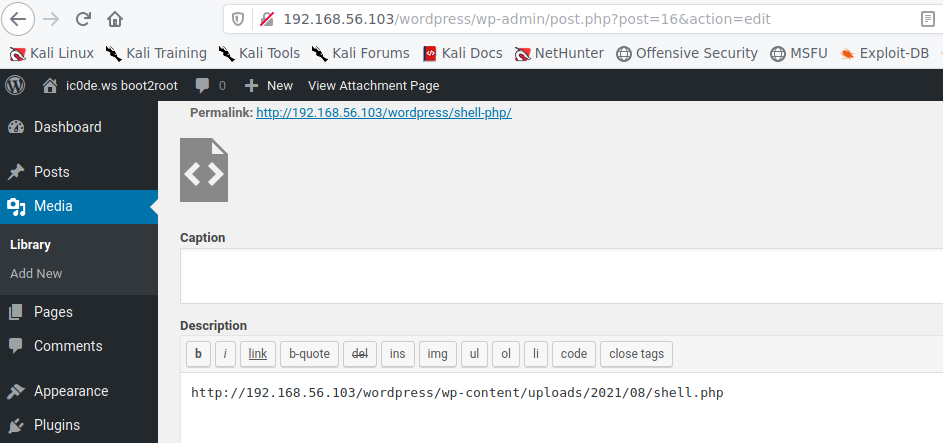 192.168.56.103/wordpress/wp-admin/post.php?post=16&action=edit
Kali Linux Kali Training Kali Tools Kali Forums Kali Docs NetHunter Offensive Security MSFU Exploit-DB
ic0de.ws boot2root 0 New View Attachment Page
Permalink: http://192.168.56.103/wordpress/shell-php/
Dashboard
Posts
Media
Library
Add New
Pages
Comments
Appearance
Plugins
Caption
Description
b i link b-quote del ins img ul ol li code close tags
http://192.168.56.103/wordpress/wp-content/uploads/2021/08/shell.php